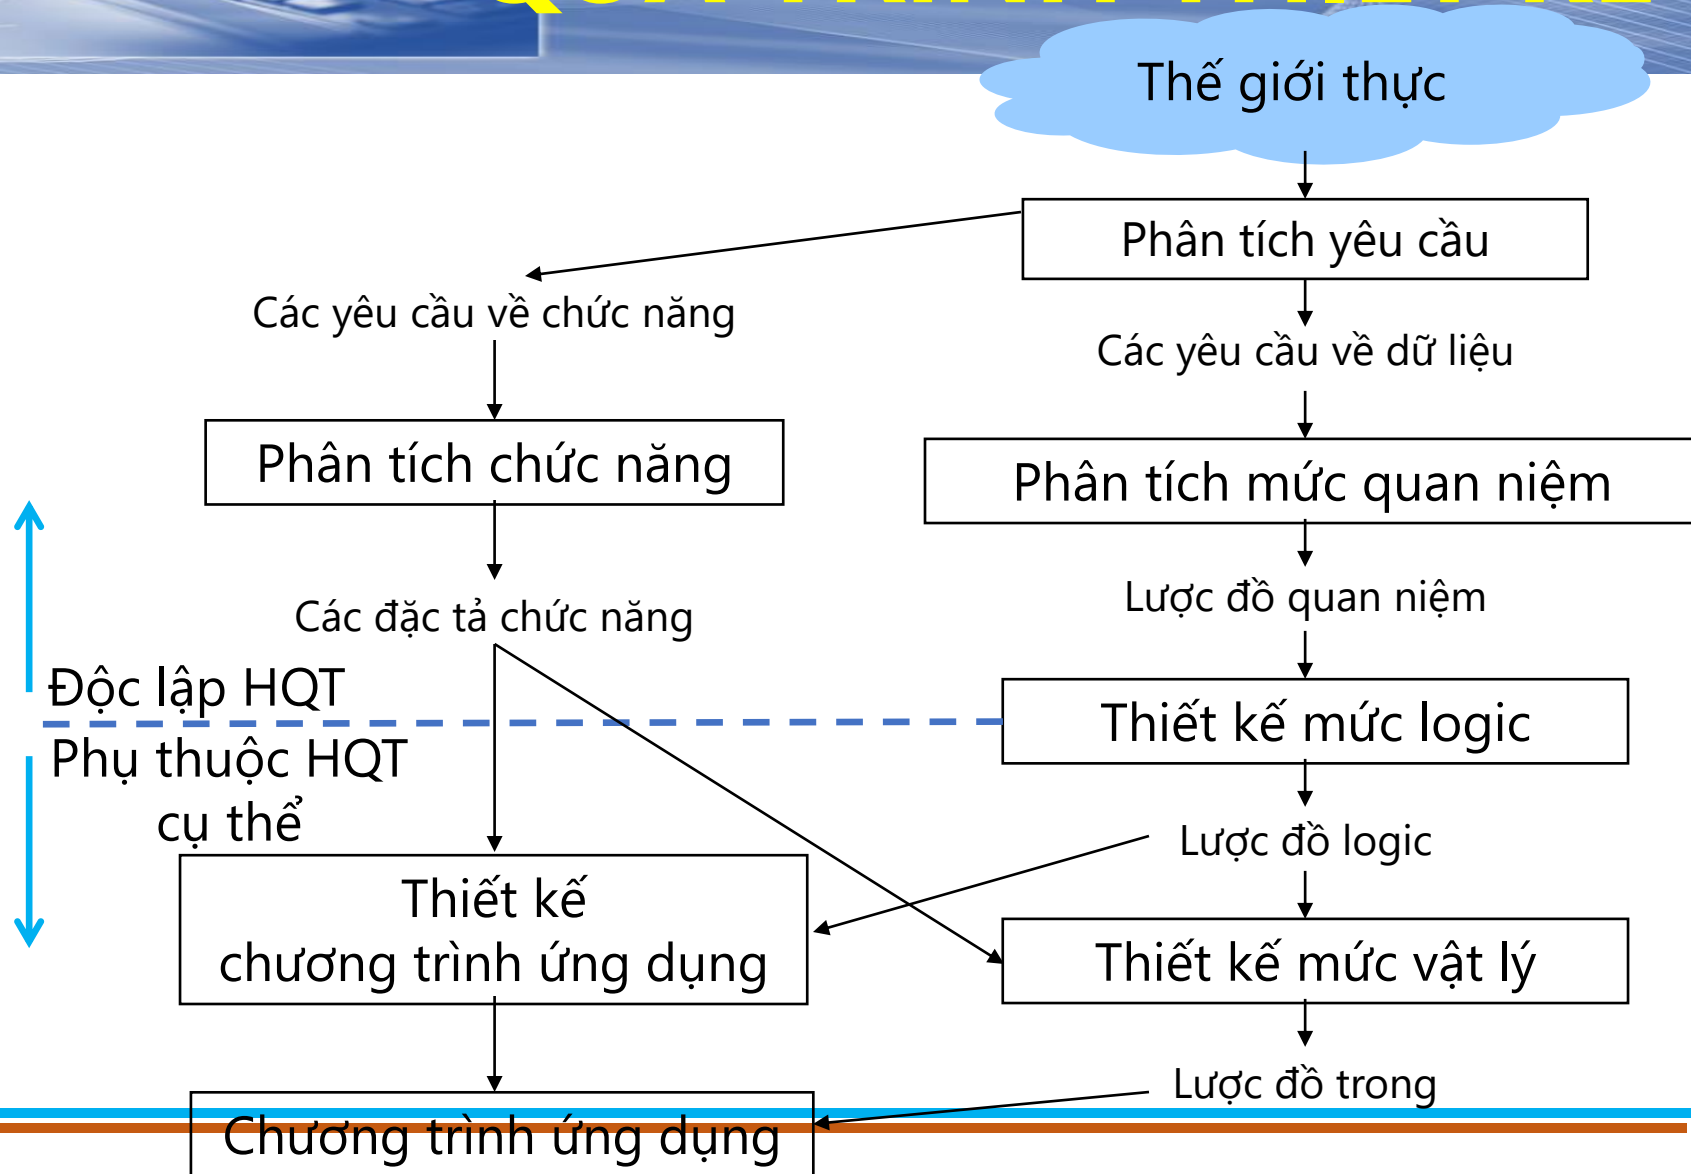 Thế giới thực
Phân tích yêu cầu
Các yêu cầu về chức năng
Các yêu cầu về dữ liệu
Phân tích chức năng
Phân tích mức quan niệm
Các đặc tả chức năng
Lược đồ quan niệm
Độc lập HQT
Thiết kế mức logic
Phụ thuộc HQT
cụ thể
Lược đồ logic
Thiết kế
chương trình ứng dụng
Thiết kế mức vật lý
Lược đồ trong
Chương trình ứng dụng